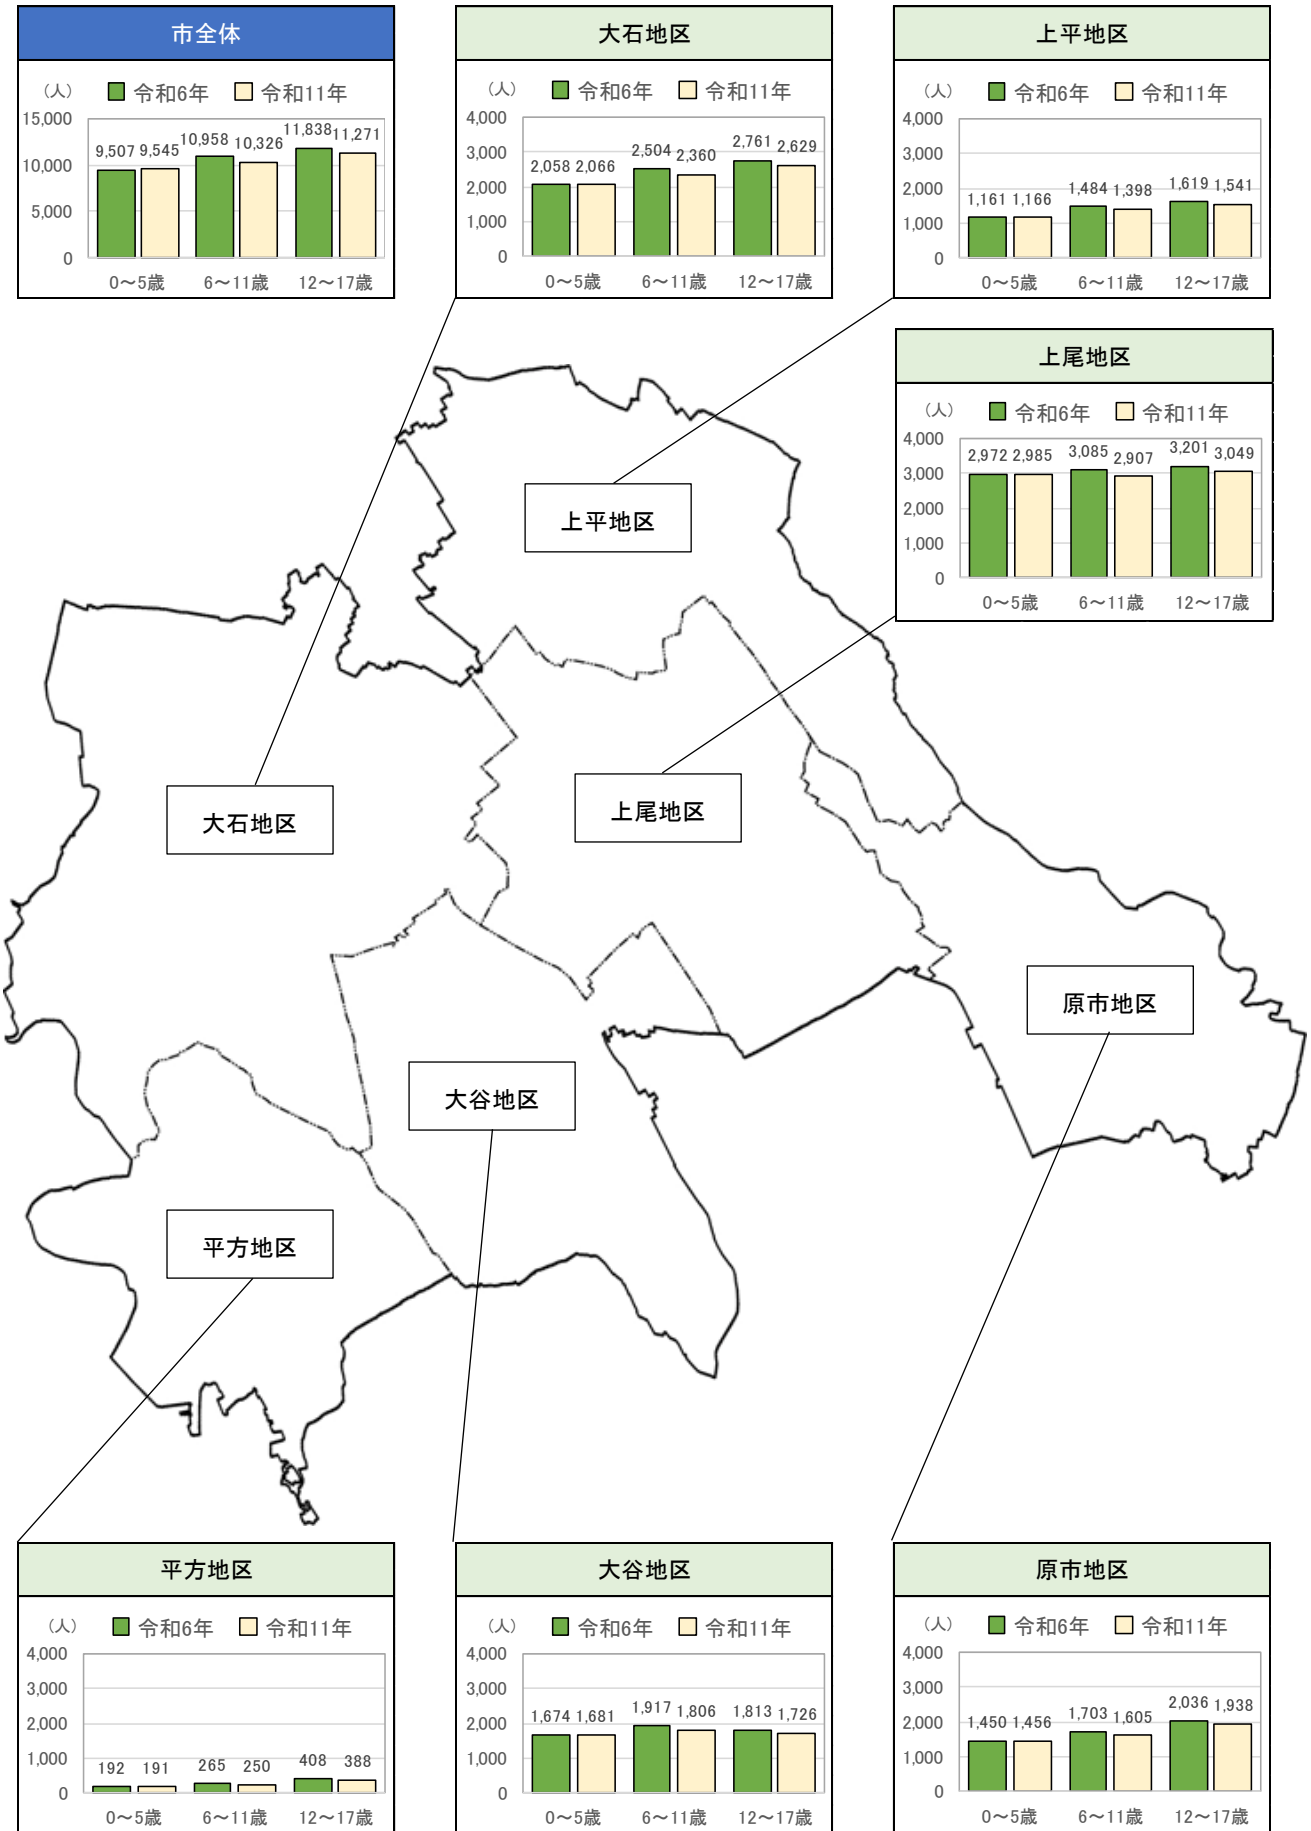 市全体
(人) 令和6年 令和11年
15,000
10,000
5,000
0
9,507 9,545 10,958 10,326 11,838 11,271
0～5歳 6～11歳 12～17歳
大石地区
(人) 令和6年 令和11年
4,000
3,000
2,000
1,000
0
2,058 2,066 2,504 2,360 2,761 2,629
0～5歳 6～11歳 12～17歳
上平地区
(人) 令和6年 令和11年
4,000
3,000
2,000
1,000
0
1,161 1,166 1,484 1,398 1,619 1,541
0～5歳 6～11歳 12～17歳
上尾地区
(人) 令和6年 令和11年
4,000
3,000
2,000
1,000
0
2,972 2,985 3,085 2,907 3,201 3,049
0～5歳 6～11歳 12～17歳
上平地区
大石地区
上尾地区
原市地区
大谷地区
平方地区
平方地区
(人) 令和6年 令和11年
4,000
3,000
2,000
1,000
0
192 191 265 250 408 388
0～5歳 6～11歳 12～17歳
大谷地区
(人) 令和6年 令和11年
4,000
3,000
2,000
1,000
0
1,674 1,681 1,917 1,806 1,813 1,726
0～5歳 6～11歳 12～17歳
原市地区
(人) 令和6年 令和11年
4,000
3,000
2,000
1,000
0
1,450 1,456 1,703 1,605 2,036 1,938
0～5歳 6～11歳 12～17歳